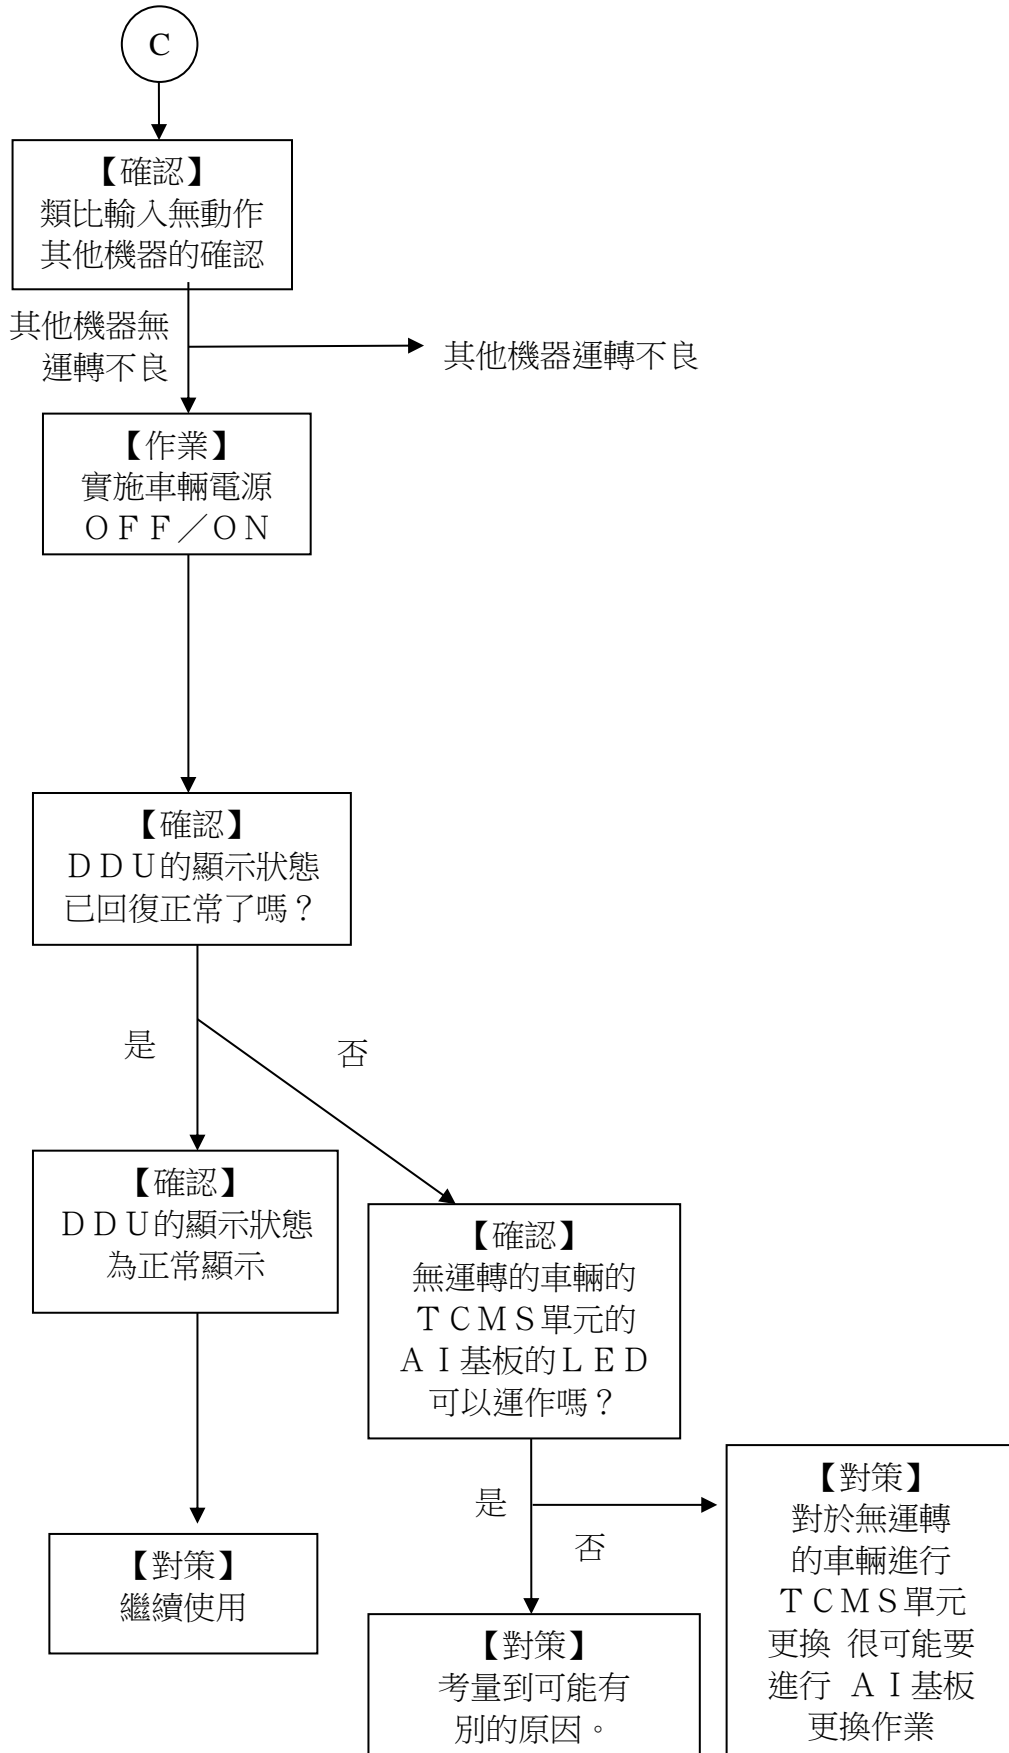 C
【確認】
類比輸入無動作
其他機器的確認
其他機器無
運轉不良
其他機器運轉不良
【作業】
實施車輛電源
ＯＦＦ／ＯＮ
【確認】
ＤＤＵ的顯示狀態
已回復正常了嗎？
是
否
【確認】
ＤＤＵ的顯示狀態
為正常顯示
【確認】
無運轉的車輛的
ＴＣＭＳ單元的
ＡＩ基板的ＬＥＤ
可以運作嗎？
是
否
【對策】
對於無運轉
的車輛進行
ＴＣＭＳ單元
更換 很可能要
進行 ＡＩ基板
更換作業
【對策】
繼續使用
【對策】
考量到可能有
別的原因。